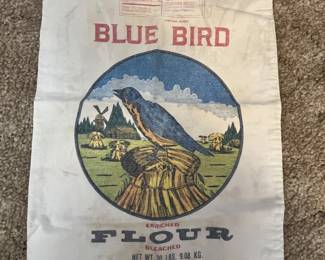 BLUE BIRD
ENRICHED
FLOUR
BLEACHED
NET WT. 20 LBS. 9.08 KG.